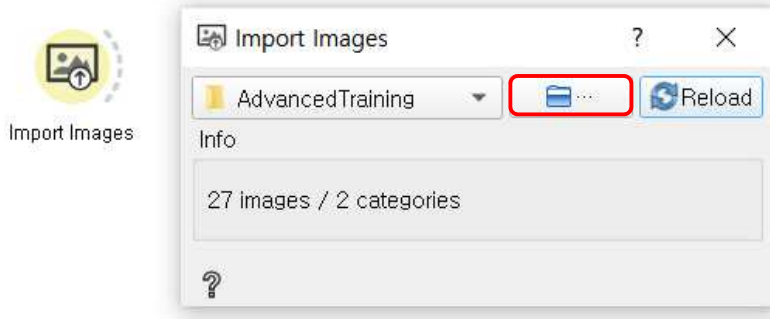 Import Images
Import Images ?
AdvancedTraining ... Reload
Info
27 images / 2 categories
?